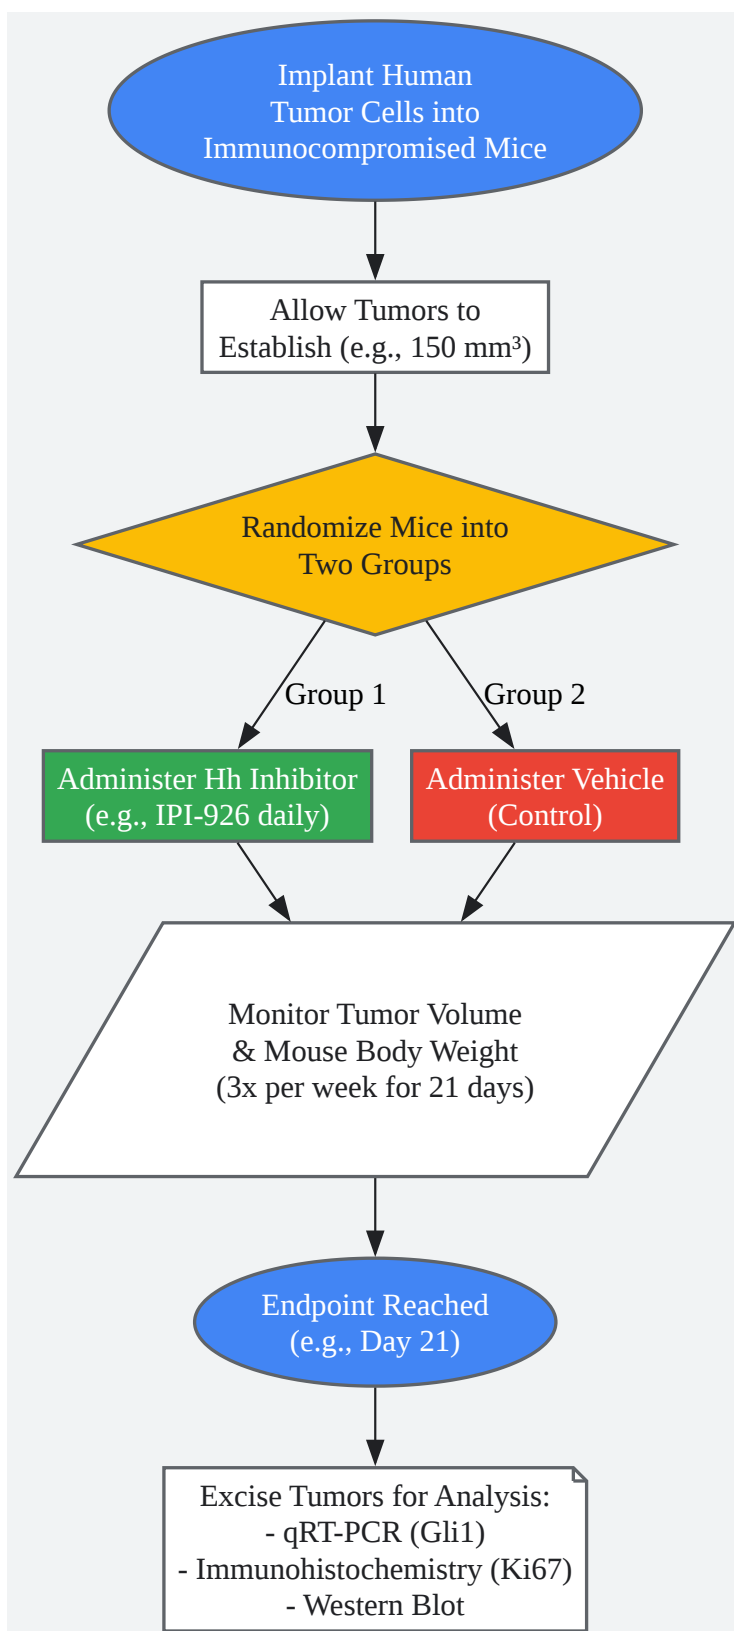 Implant Human
Tumor Cells into
Immunocompromised Mice
Allow Tumors to
Establish (e.g., 150 mm³)
Randomize Mice into
Two Groups
Group 1
Group 2
Administer Hh Inhibitor
(e.g., IPI-926 daily)
Administer Vehicle
(Control)
Monitor Tumor Volume
& Mouse Body Weight
(3x per week for 21 days)
Endpoint Reached
(e.g., Day 21)
Excise Tumors for Analysis:
- qRT-PCR (Gli1)
- Immunohistochemistry (Ki67)
- Western Blot